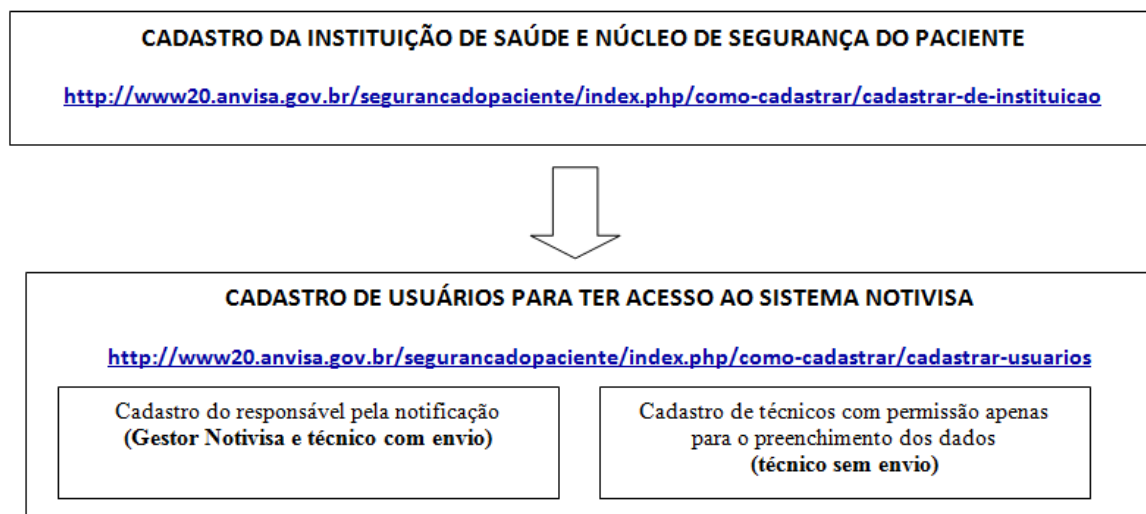 CADASTRO DA INSTITUIÇÃO DE SAÚDE E NÚCLEO DE SEGURANÇA DO PACIENTE
http://www20.anvisa.gov.br/segurancadopaciente/index.php/como-cadastrar/cadastrar-de-instituicao
CADASTRO DE USUÁRIOS PARA TER ACESSO AO SISTEMA NOTIVISA
http://www20.anvisa.gov.br/segurancadopaciente/index.php/como-cadastrar/cadastrar-usuarios
Cadastro do responsável pela notificação
(Gestor Notivisa e técnico com envio)
Cadastro de técnicos com permissão apenas
para o preenchimento dos dados
(técnico sem envio)